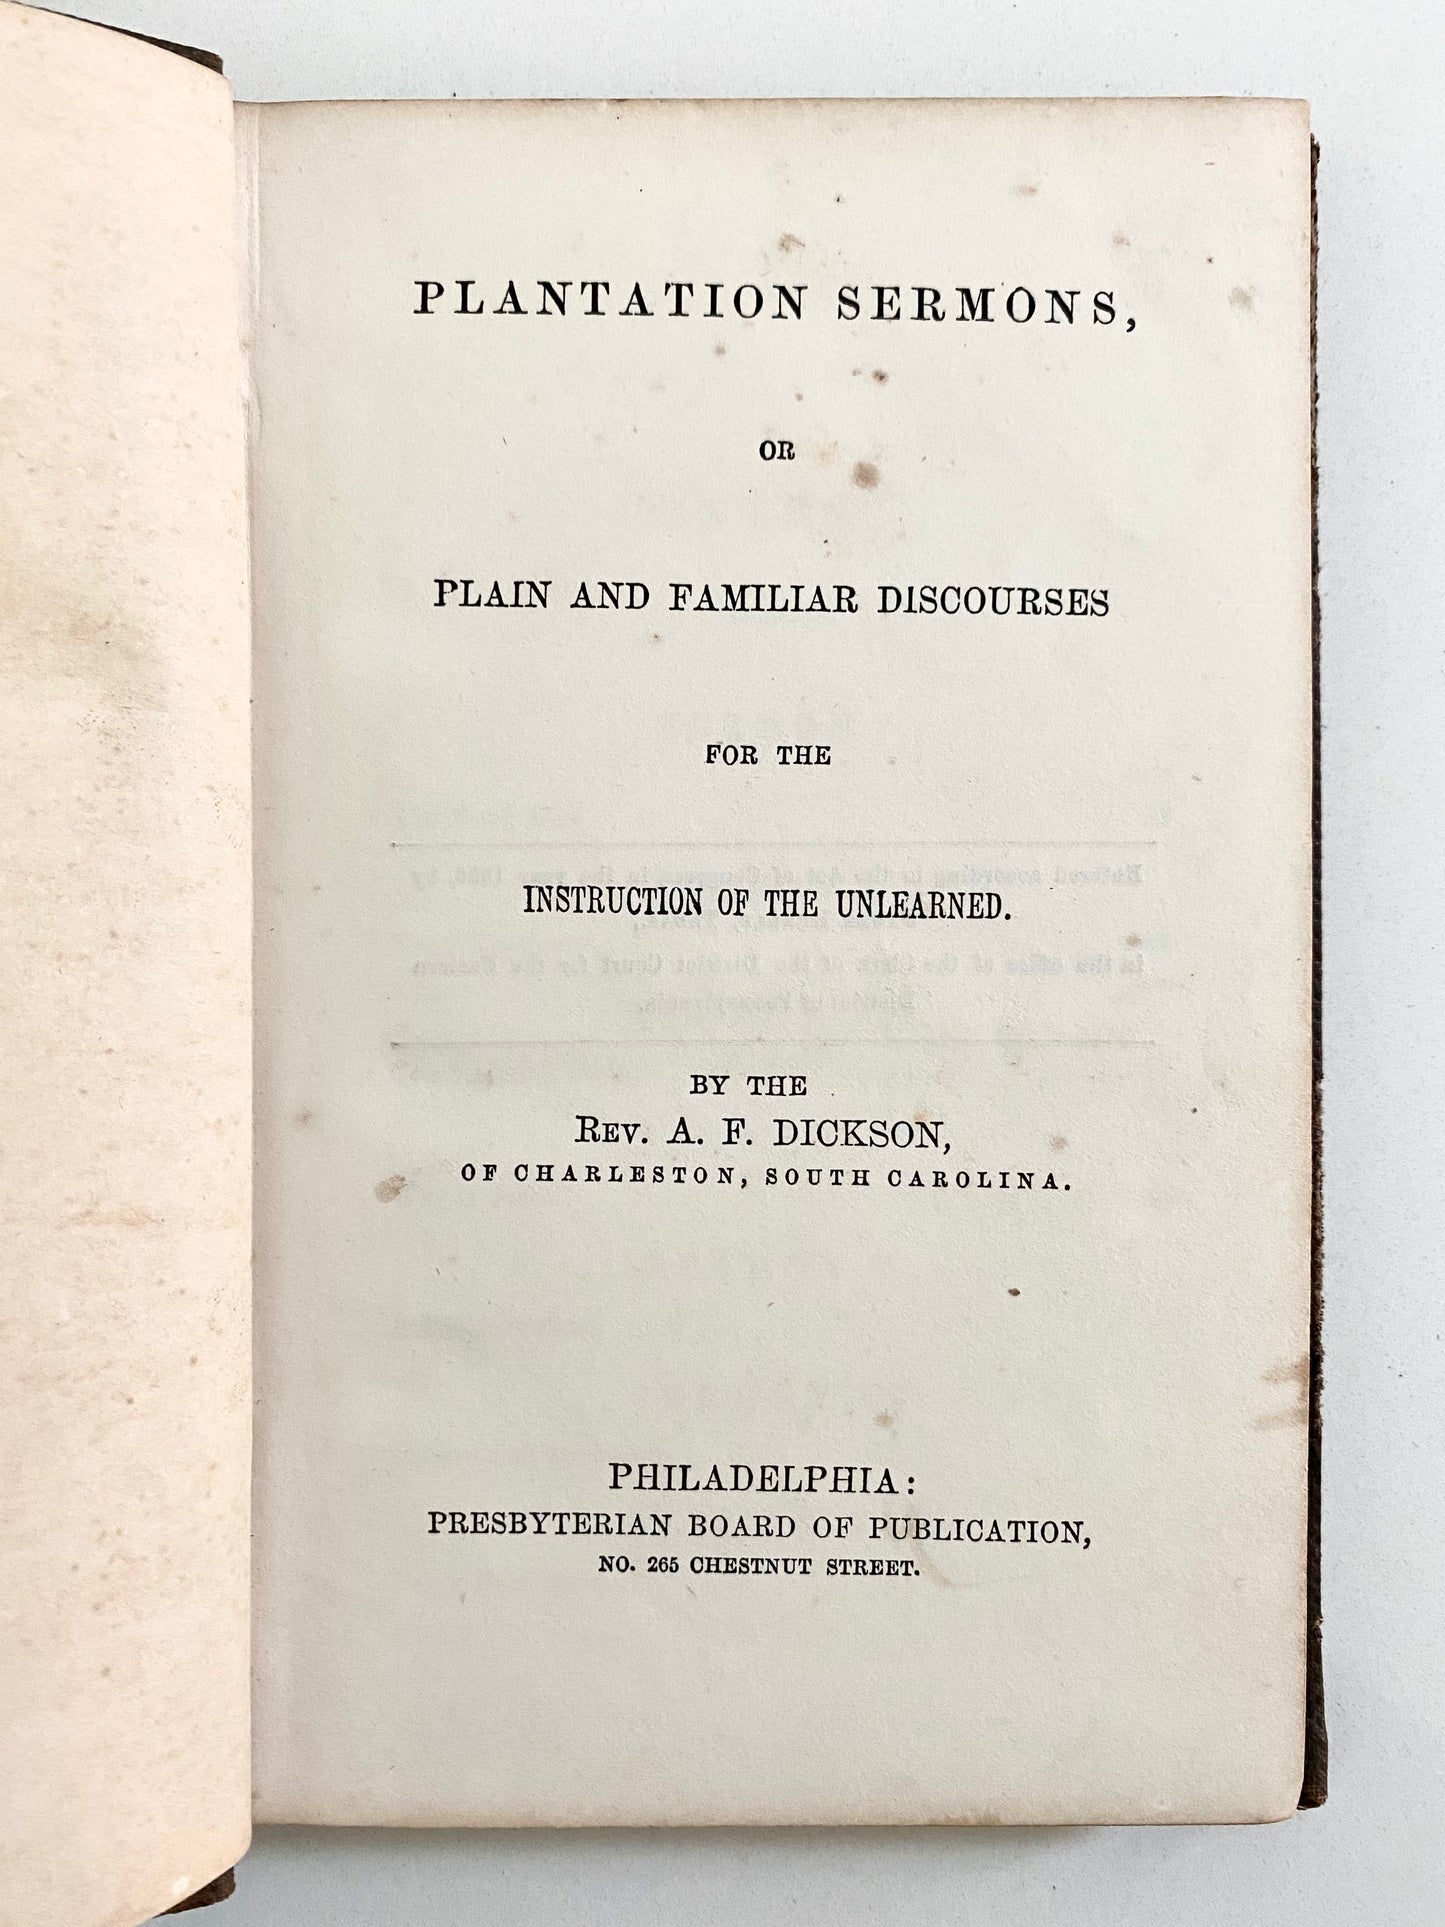 PLANTATION SERMONS,
OR
PLAIN AND FAMILIAR DISCOURSES
FOR THE
INSTRUCTION OF THE UNLEARNED.
BY THE
REV. A. F. DICKSON,
OF CHARLESTON, SOUTH CAROLINA.
PHILADELPHIA:
PRESBYTERIAN BOARD OF PUBLICATION,
NO. 265 CHESTNUT STREET.